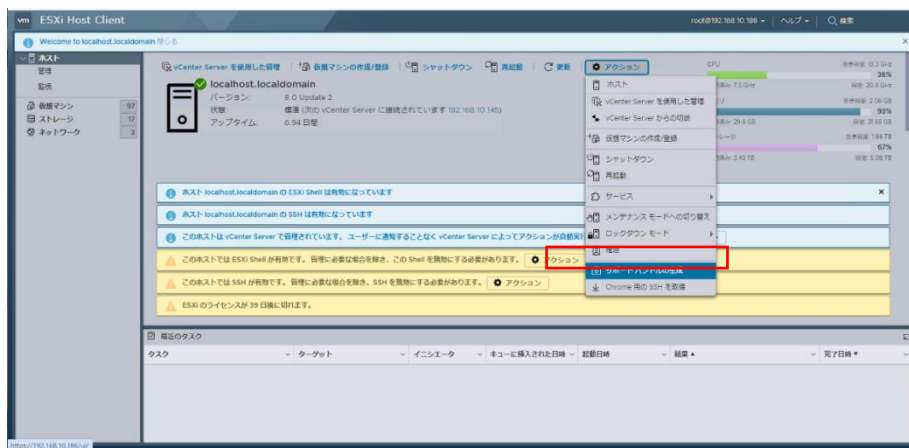 vm ESXi Host Client
root@192.168.10.186
ヘルプ
検索
Welcome to localhost.localdomain 閉じる
ホスト
管理
監視
仮想マシン 97
ストレージ 17
ネットワーク 3
vCenter Server を使用した管理
仮想マシンの作成/登録
シャットダウン
再起動
更新
アクション
localhost.localdomain
バージョン: 8.0 Update 2
状態: 標準 (次の vCenter Server に接続されています 192.168.10.145)
アップタイム: 6.94 日間
ホスト
vCenter Server を使用した管理
vCenter Server からの切断
仮想マシンの作成/登録
シャットダウン
再起動
サービス
メンテナンス モードへの切り替え
ロックダウン モード
権限
サポート バンドルの生成
Chrome 用の SSH を取得
CPU
36%
93%
67%
ホスト localhost.localdomain の ESXi Shell は有効になっています
ホスト localhost.localdomain の SSH は有効になっています
このホストは vCenter Server で管理されています。ユーザーに通知することなく vCenter Server によってアクションが自動実行
このホストでは ESXi Shell が有効です。管理に必要な場合を除き、この Shell を無効にする必要があります。 アクション
このホストでは SSH が有効です。管理に必要な場合を除き、SSH を無効にする必要があります。 アクション
ESXi のライセンスが 39 日後に切れます。
最近のタスク
タスク ターゲット イニシエータ キューに挿入された日時 起動日時 結果 完了日時
https://192.168.10.186/ui/